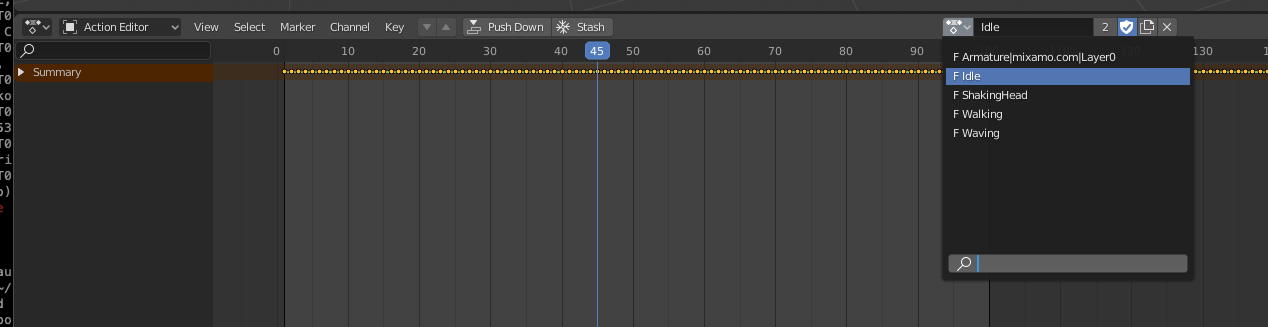 Action Editor View Select Marker Channel Key Push Down Stash Idle 2
0 10 20 30 40 45 50 60 70 80 90 130
Summary
F Armature|mixamo.com|Layer0
F Idle
F ShakingHead
F Walking
F Waving